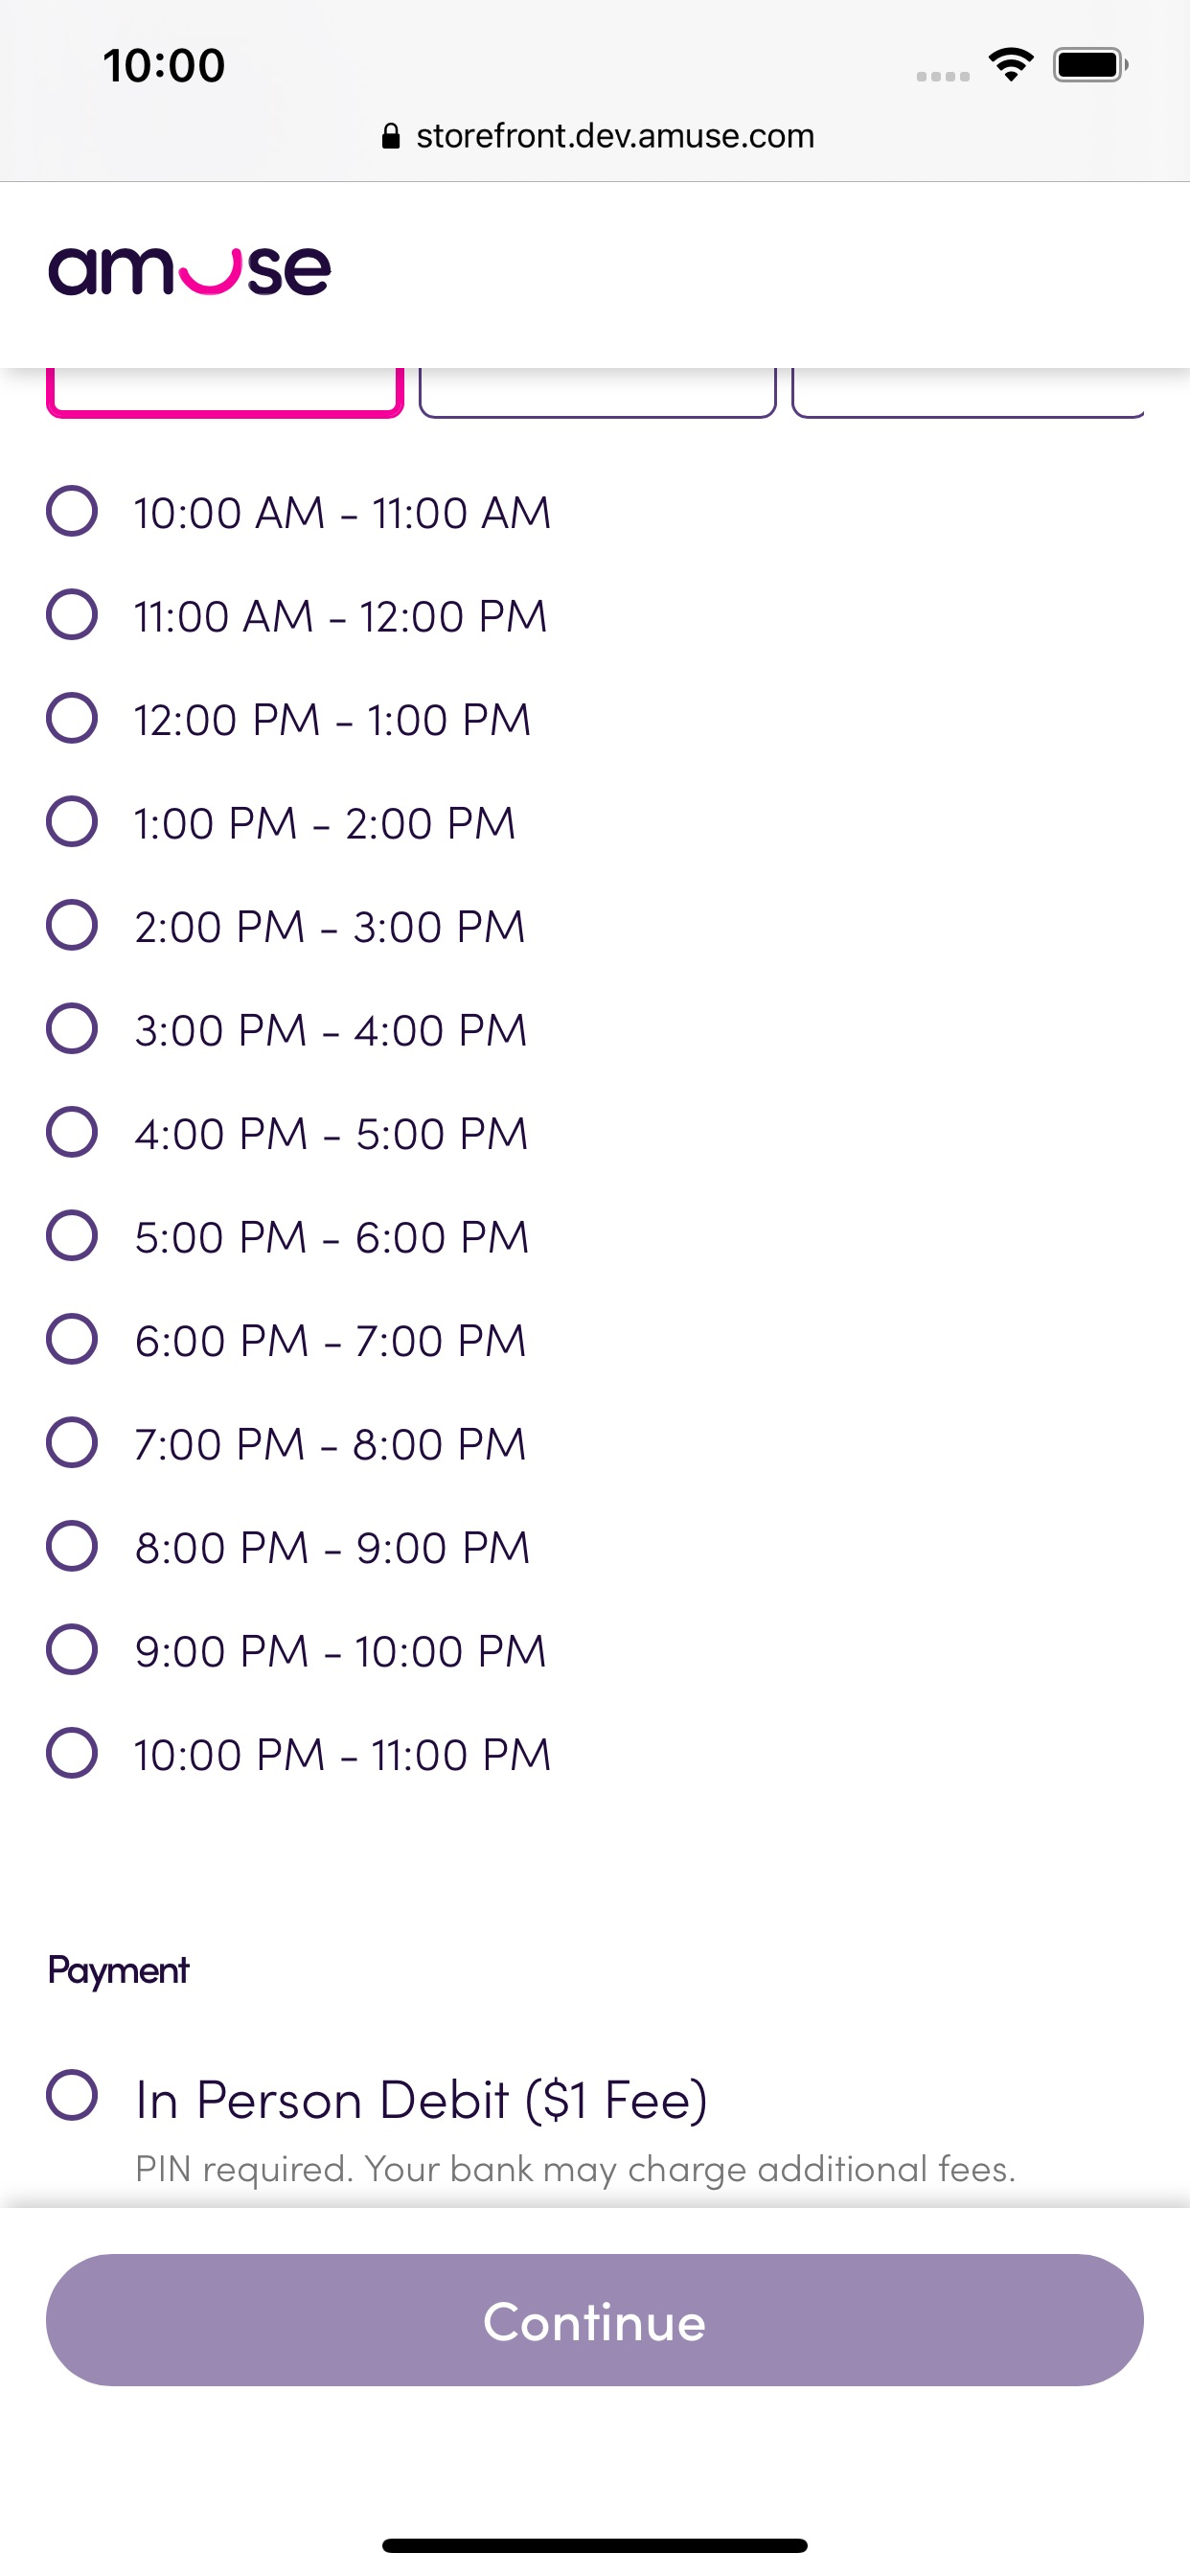 10:00
storefront.dev.amuse.com
amuse
10:00 AM - 11:00 AM
11:00 AM - 12:00 PM
12:00 PM - 1:00 PM
1:00 PM - 2:00 PM
2:00 PM - 3:00 PM
3:00 PM - 4:00 PM
4:00 PM - 5:00 PM
5:00 PM - 6:00 PM
6:00 PM - 7:00 PM
7:00 PM - 8:00 PM
8:00 PM - 9:00 PM
9:00 PM - 10:00 PM
10:00 PM - 11:00 PM
Payment
In Person Debit ($1 Fee)
PIN required. Your bank may charge additional fees.
Continue